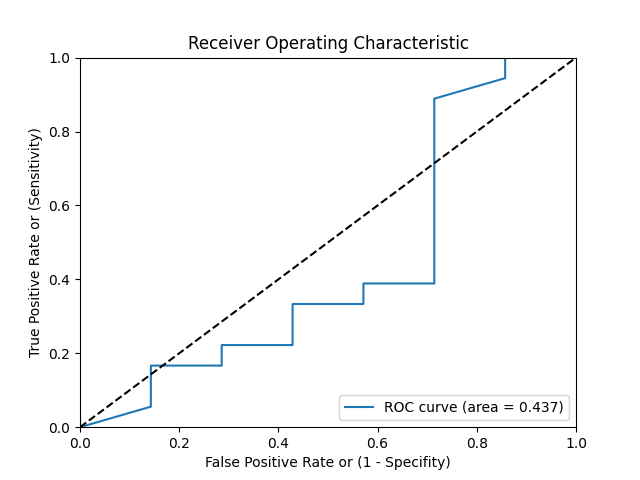 Receiver Operating Characteristic
True Positive Rate or (Sensitivity)
1.0
0.8
0.6
0.4
0.2
0.0
ROC curve (area = 0.437)
0.0 0.2 0.4 0.6 0.8 1.0
False Positive Rate or (1 - Specifity)